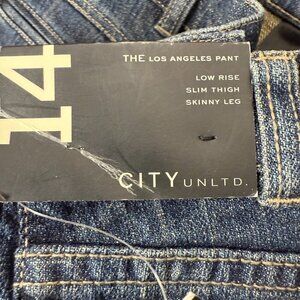 14
THE LOS ANGELES PANT
LOW RISE
SLIM THIGH
SKINNY LEG
CITY UNLTD.